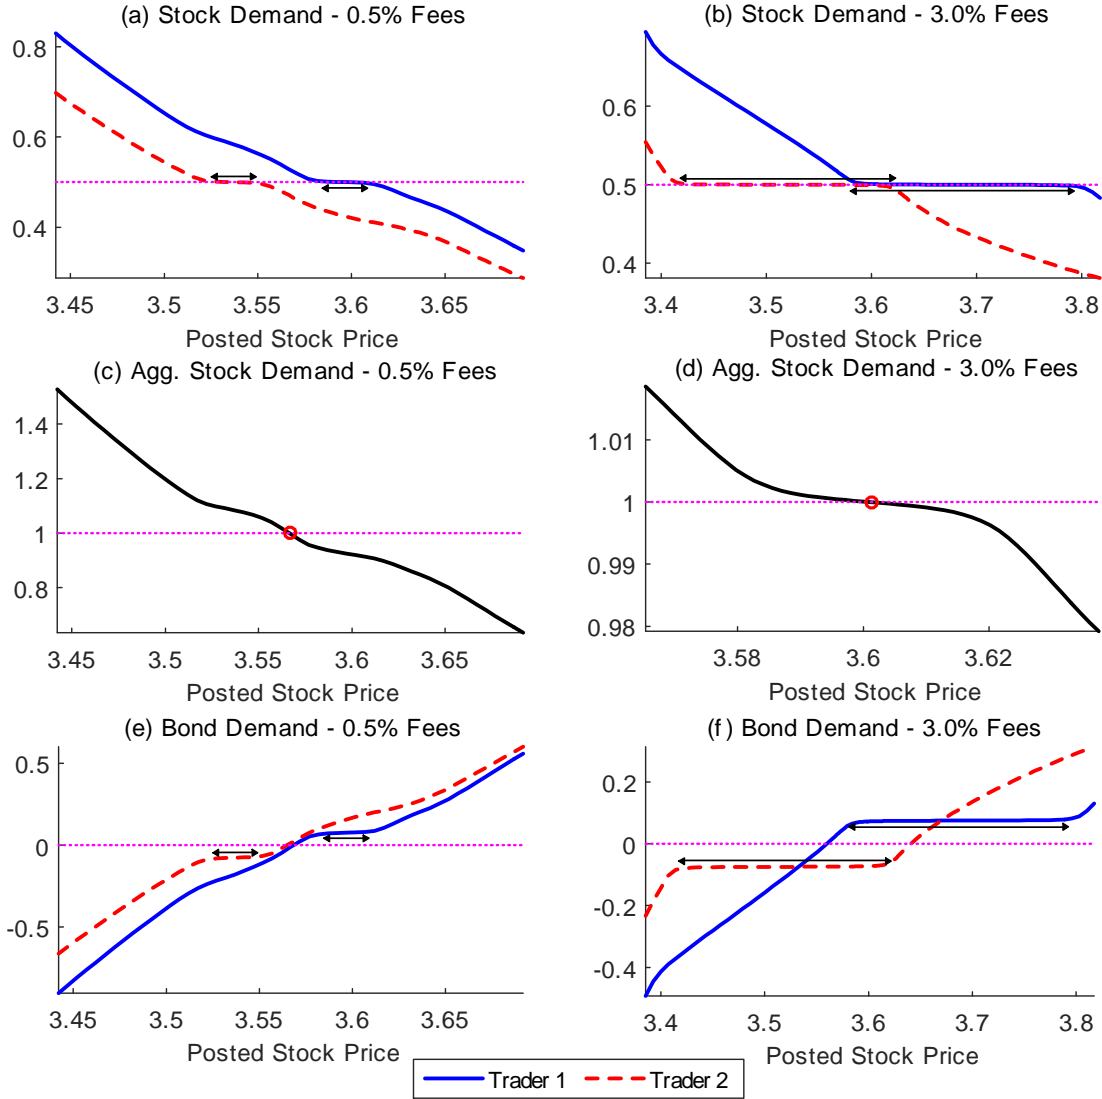 (a) Stock Demand - 0.5% Fees
0.8
0.6
0.4
3.45 3.5 3.55 3.6 3.65
Posted Stock Price
(b) Stock Demand - 3.0% Fees
0.6
0.5
0.4
3.4 3.5 3.6 3.7 3.8
Posted Stock Price
(c) Agg. Stock Demand - 0.5% Fees
1.4
1.2
1
0.8
3.45 3.5 3.55 3.6 3.65
Posted Stock Price
(d) Agg. Stock Demand - 3.0% Fees
1.01
1
0.99
0.98
3.58 3.6 3.62
Posted Stock Price
(e) Bond Demand - 0.5% Fees
0.5
0
-0.5
3.45 3.5 3.55 3.6 3.65
Posted Stock Price
(f) Bond Demand - 3.0% Fees
0.2
0
-0.2
-0.4
3.4 3.5 3.6 3.7 3.8
Posted Stock Price
Trader 1 Trader 2